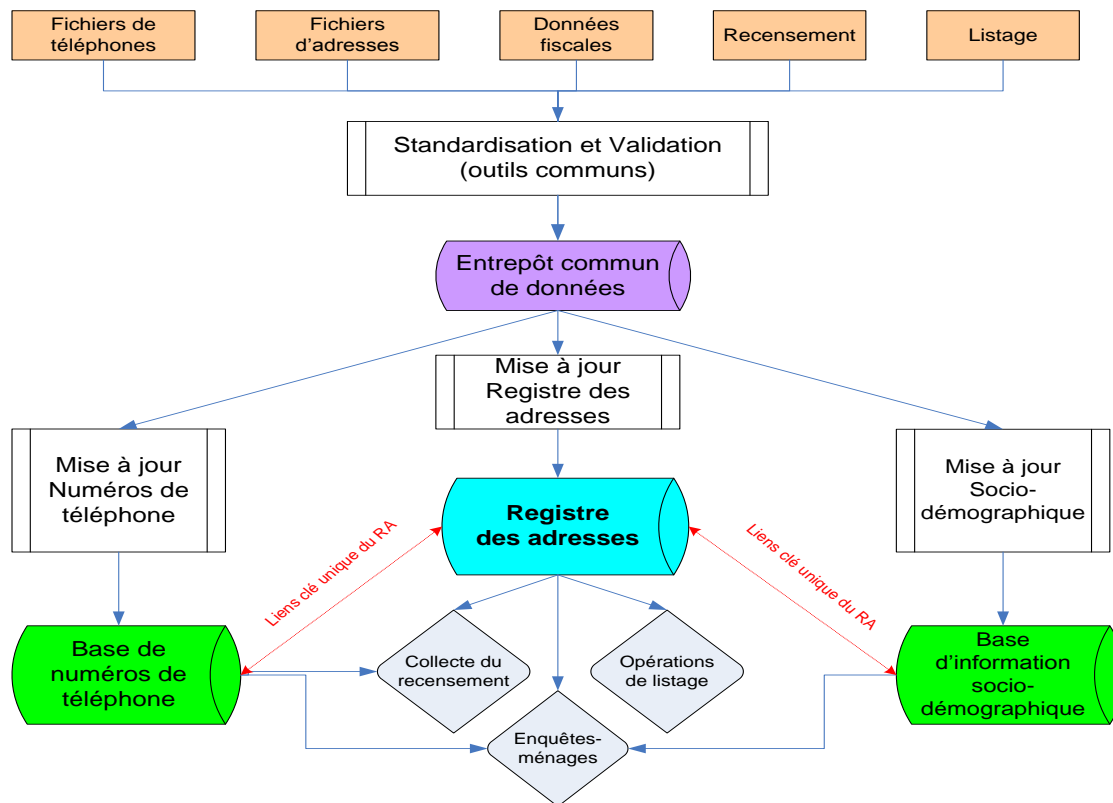 Fichiers de
téléphones
Fichiers
d'adresses
Données
fiscales
Recensement
Listage
Standardisation et Validation
(outils communs)
Entrepôt commun
de données
Mise à jour
Registre des
adresses
Mise à jour
Numéros de
téléphone
Mise à jour
Socio-
démographique
Registre
des adresses
Liens clé unique du RA
Liens clé unique du RA
Base de
numéros de
téléphone
Collecte du
recensement
Opérations
de listage
Base
d'information
socio-
démographique
Enquêtes-
ménages